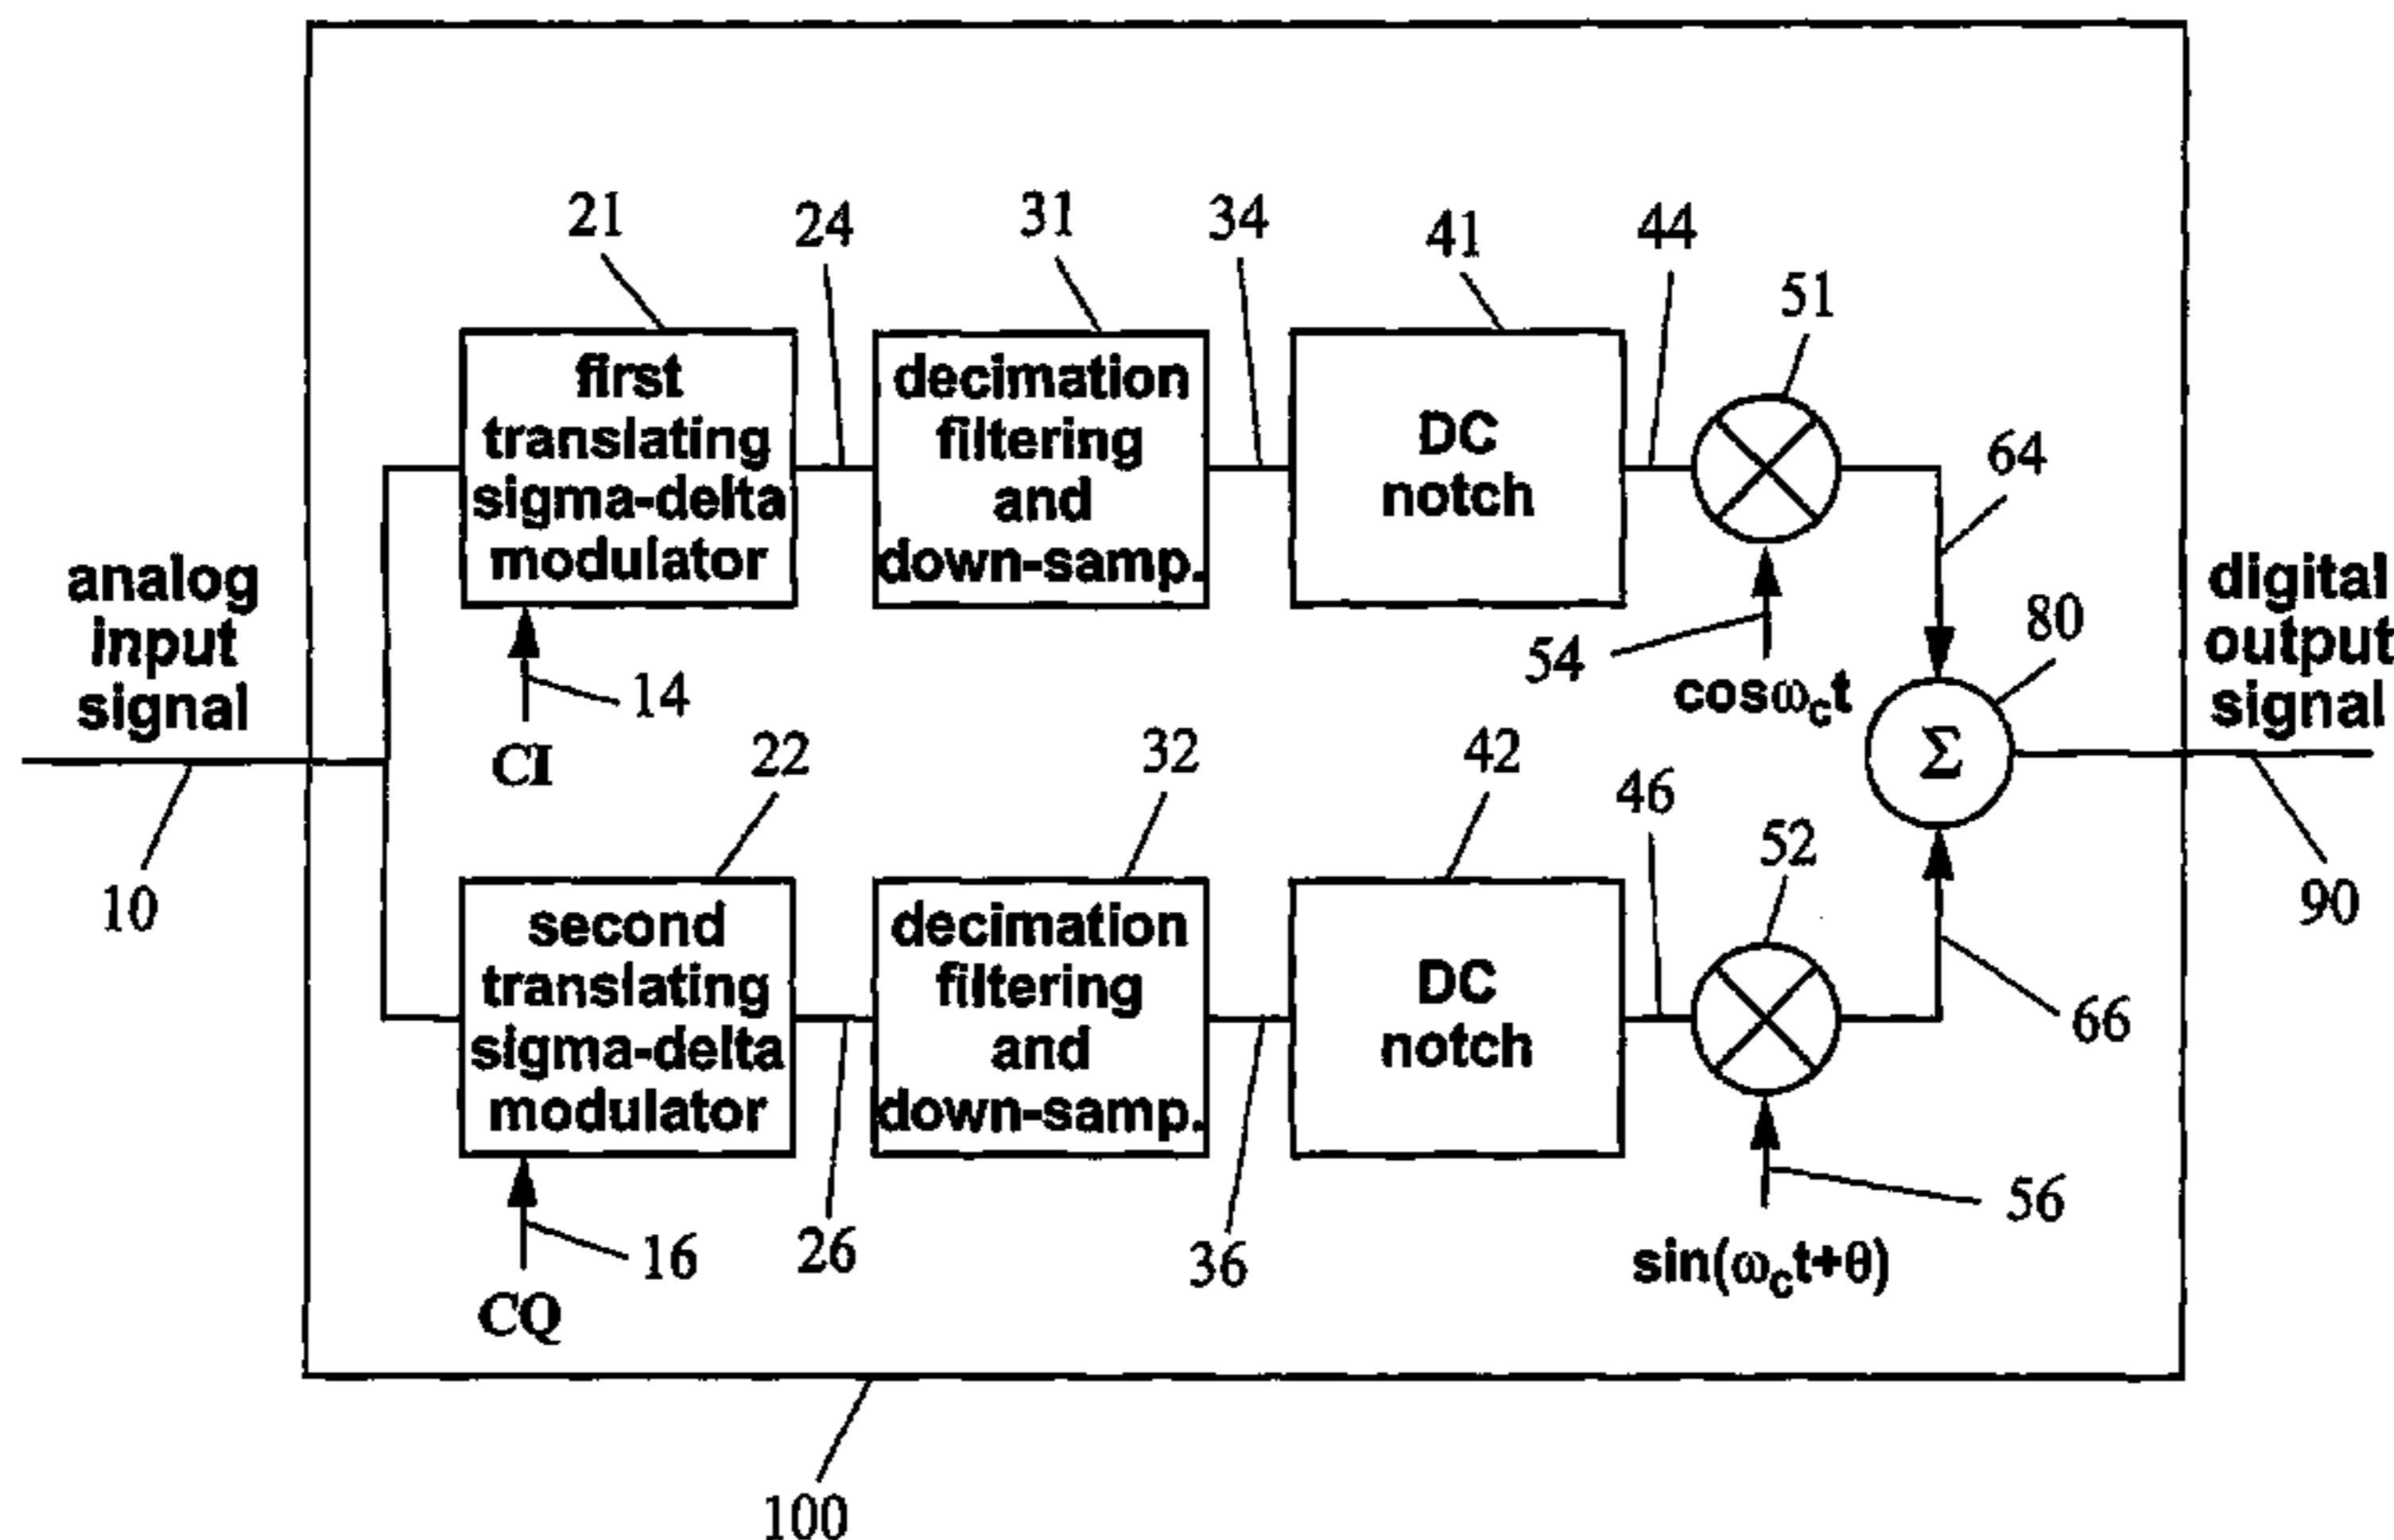 21
24
31
34
41
44
51
first
translating
sigma-delta
modulator
decimation
filtering
and
down-samp.
DC
notch
64
analog
input
signal
14
CI
54
cosω_ct
80
Σ
digital
output
signal
10
22
32
42
46
52
90
second
translating
sigma-delta
modulator
decimation
filtering
and
down-samp.
DC
notch
66
16
CQ
26
36
56
sin(ω_ct+θ)
100